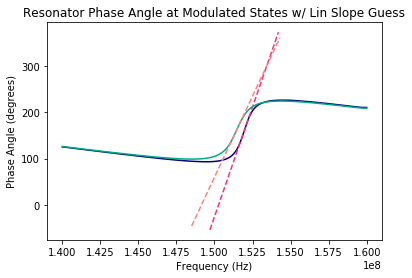 Resonator Phase Angle at Modulated States w/ Lin Slope Guess
Phase Angle (degrees)
300
200
100
0
1.400 1.425 1.450 1.475 1.500 1.525 1.550 1.575 1.600
1e8
Frequency (Hz)